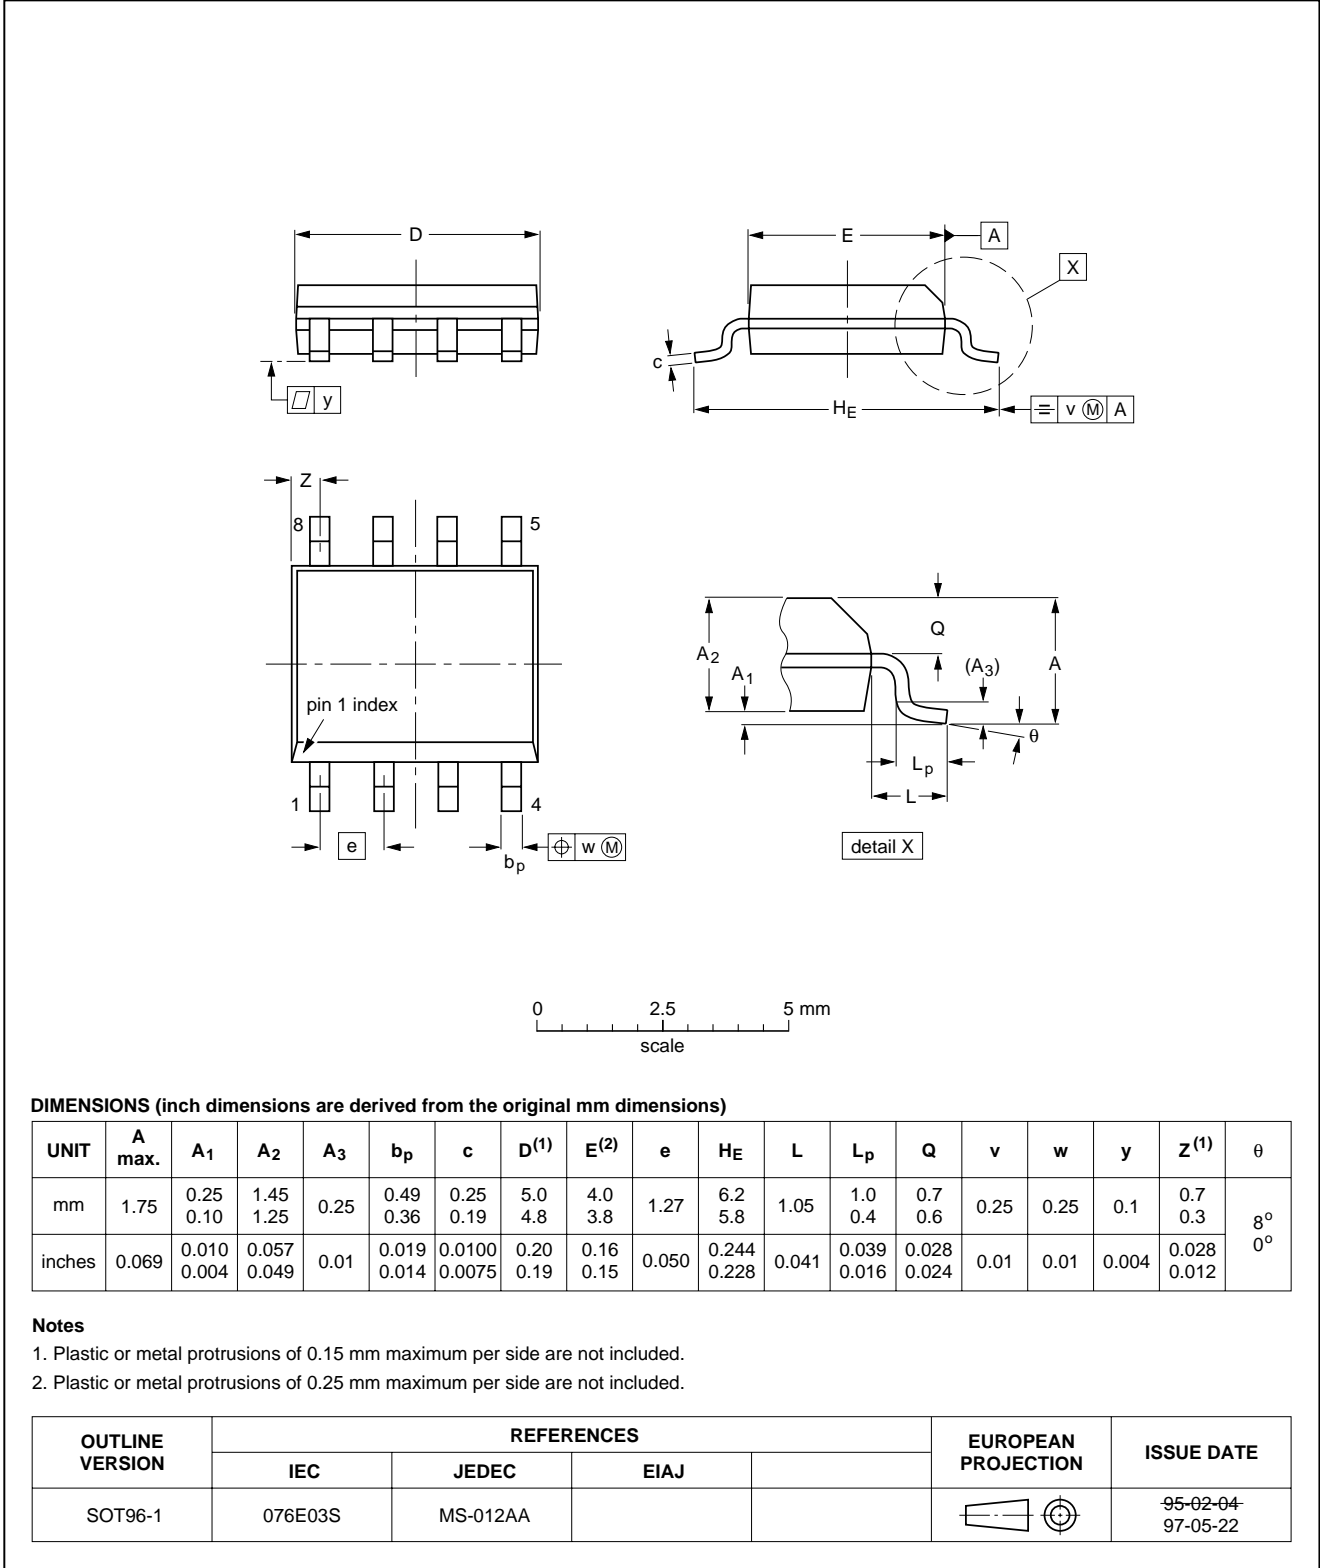 D
E
A
X
c
y
HE
v M A
Z
8
5
pin 1 index
1
4
e
bp
w M
A2
A1
Q
(A3)
A
θ
Lp
L
detail X
0 2.5 5 mm
scale
DIMENSIONS (inch dimensions are derived from the original mm dimensions)
UNIT A max. A1 A2 A3 bp c D(1) E(2) e HE L Lp Q v w y Z(1) θ
mm 1.75 0.25 0.10 1.45 1.25 0.25 0.49 0.36 0.25 0.19 5.0 4.8 4.0 3.8 1.27 6.2 5.8 1.05 1.0 0.4 0.7 0.6 0.25 0.25 0.1 0.7 0.3 8o 0o
inches 0.069 0.010 0.004 0.057 0.049 0.01 0.019 0.014 0.0100 0.0075 0.20 0.19 0.16 0.15 0.050 0.244 0.228 0.041 0.039 0.016 0.028 0.024 0.01 0.01 0.004 0.028 0.012
Notes
1. Plastic or metal protrusions of 0.15 mm maximum per side are not included.
2. Plastic or metal protrusions of 0.25 mm maximum per side are not included.
OUTLINE VERSION REFERENCES EUROPEAN PROJECTION ISSUE DATE
IEC JEDEC EIAJ
SOT96-1 076E03S MS-012AA 95-02-04
97-05-22